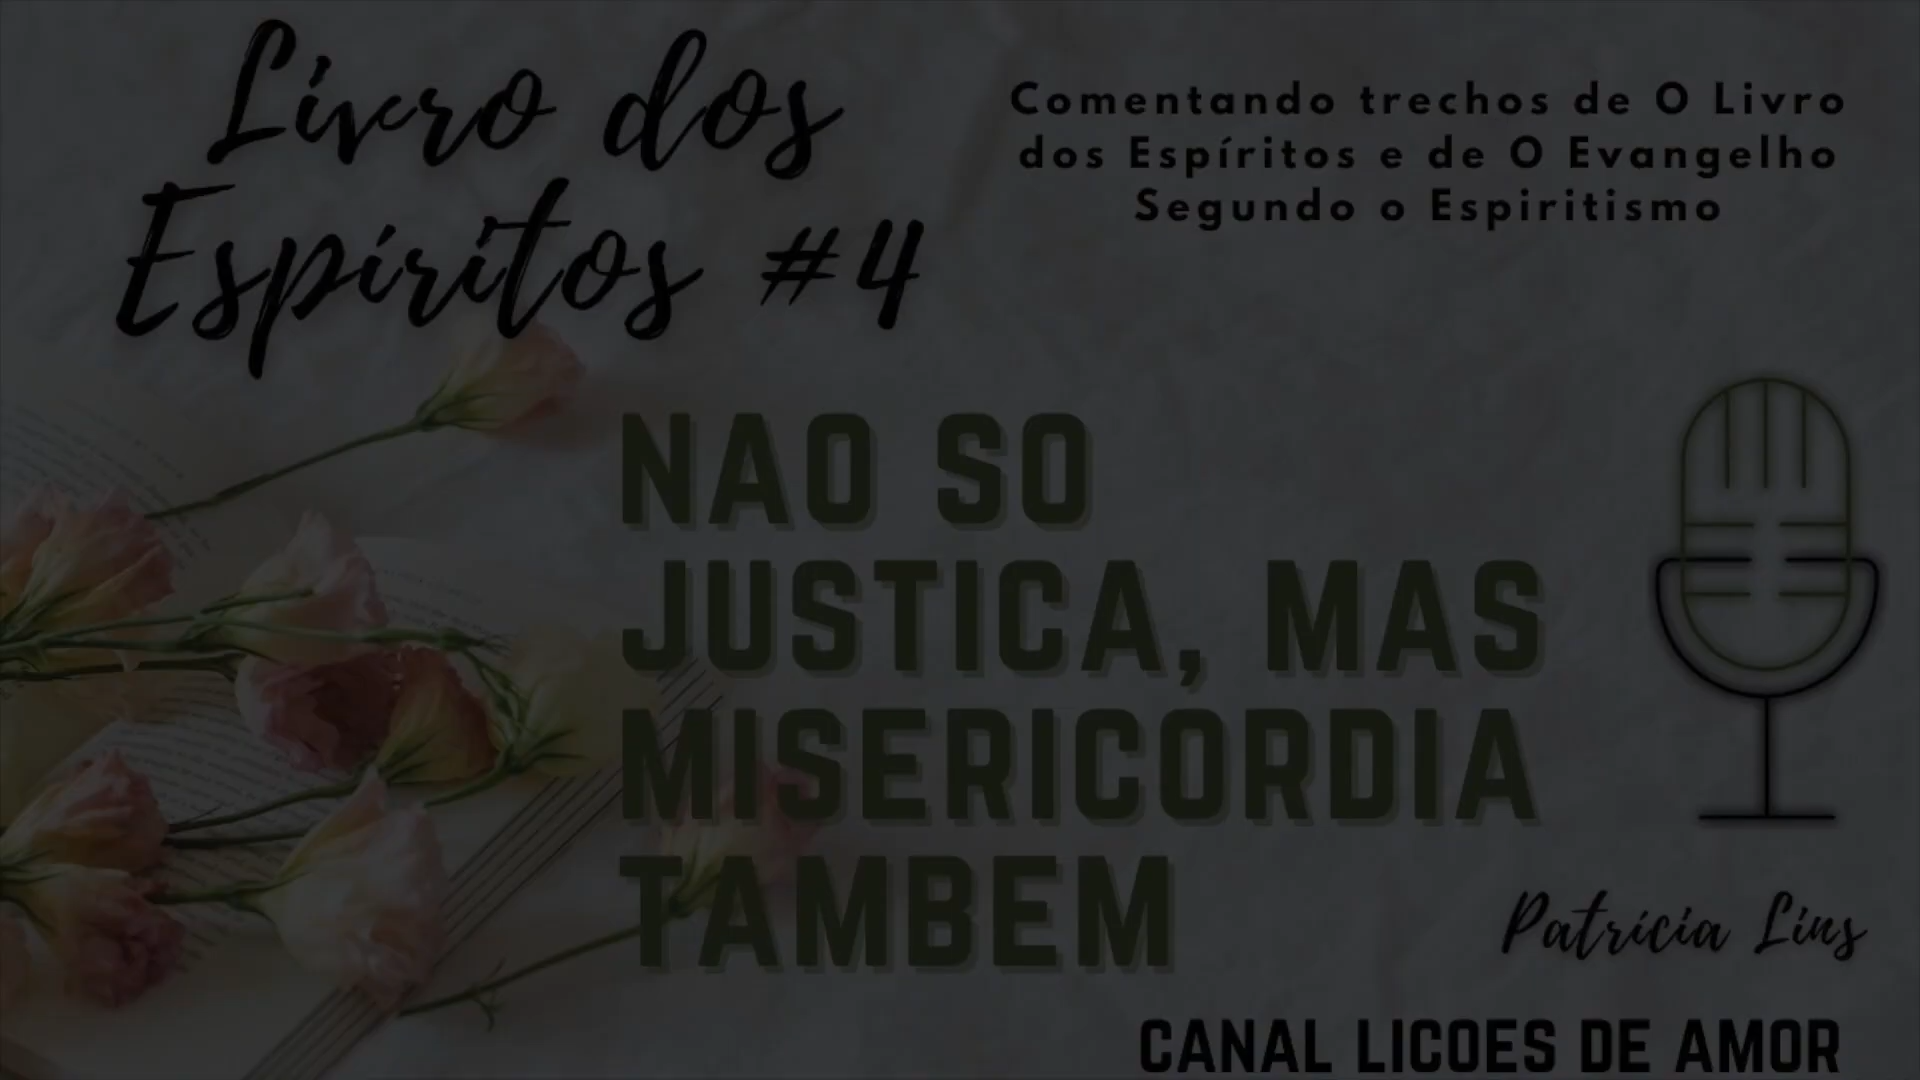 Livro dos
Espíritos #4
Comentando trechos de O Livro
dos Espíritos e de O Evangelho
Segundo o Espiritismo
NAO SO
JUSTICA, MAS
MISERICORDIA
TAMBEM
Patrícia Lins
CANAL LICOES DE AMOR